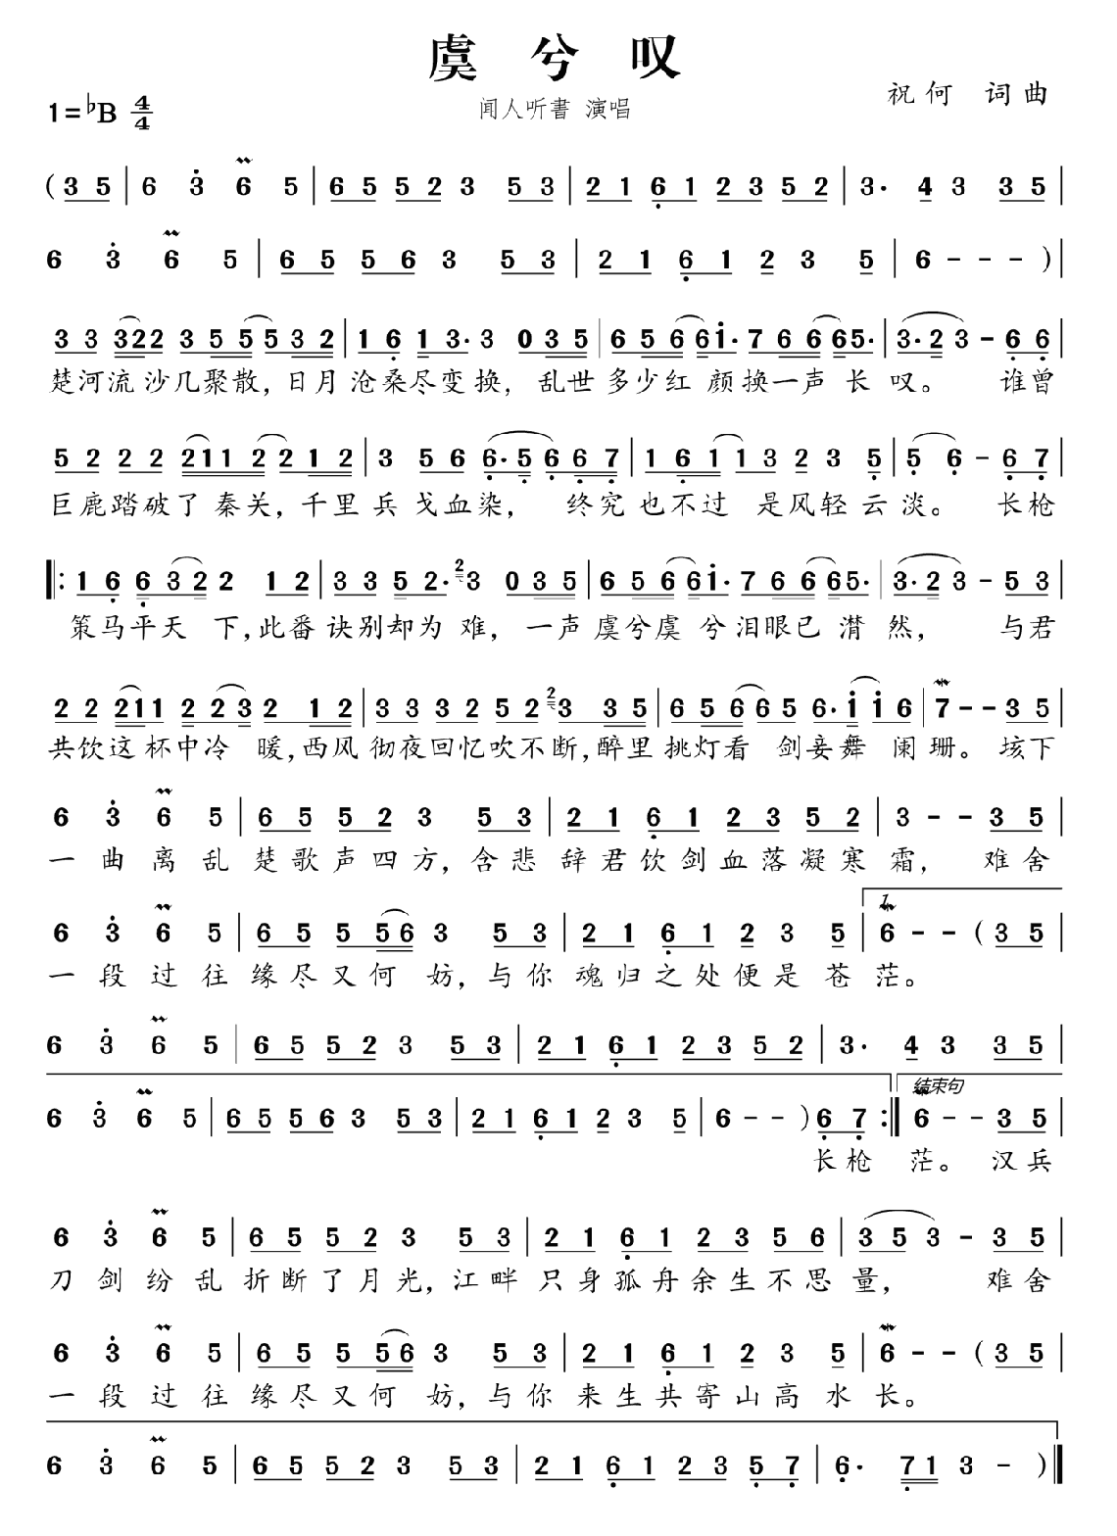 虞 兮 叹
闻人听書 演唱
祝何 词曲
1=♭B 4/4
( 3 5 | 6 3 6 5 | 6 5 5 2 3 5 3 | 2 1 6 1 2 3 5 2 | 3· 4 3 3 5 |
6 3 6 5 | 6 5 5 6 3 5 3 | 2 1 6 1 2 3 5 | 6 - - - ) |
3 3 3 2 2 3 5 5 5 3 2 | 1 6 1 3· 3 0 3 5 | 6 5 6 6 1· 7 6 6 6 5· | 3· 2 3 - 6 6 |
楚河流沙几聚散，日月沧桑尽变换，乱世多少红颜换一声长叹。 谁曾
5 2 2 2 2 1 1 2 2 1 2 | 3 5 6 6· 5 6 6 7 | 1 6 1 1 3 2 3 5 | 5 6 - 6 7 |
巨鹿踏破了秦关，千里兵戈血染， 终究也不过是风轻云淡。 长枪
|: 1 6 6 3 2 2 1 2 | 3 3 5 2· 2 3 0 3 5 | 6 5 6 6 1· 7 6 6 6 5· | 3· 2 3 - 5 3 |
策马平天下，此番诀别却为难，一声虞兮虞兮泪眼已潸然， 与君
2 2 2 1 1 2 2 3 2 1 2 | 3 3 3 2 5 2 2 3 3 5 | 6 5 6 6 5 6· 1 1 6 | 7 - - 3 5 |
共饮这杯中冷暖，西风彻夜回忆吹不断，醉里挑灯看剑妾舞阑珊。垓下
6 3 6 5 | 6 5 5 2 3 5 3 | 2 1 6 1 2 3 5 2 | 3 - - 3 5 |
一曲离乱楚歌声四方，含悲辞君饮剑血落凝寒霜， 难舍
1.
6 3 6 5 | 6 5 5 5 6 3 5 3 | 2 1 6 1 2 3 5 | 6 - - ( 3 5 |
一段过往缘尽又何妨，与你魂归之处便是苍茫。
6 3 6 5 | 6 5 5 2 3 5 3 | 2 1 6 1 2 3 5 2 | 3· 4 3 3 5 |
结束句
6 3 6 5 | 6 5 5 6 3 5 3 | 2 1 6 1 2 3 5 | 6 - - ) 6 7 :| 6 - - 3 5 |
长枪 茫。 汉兵
6 3 6 5 | 6 5 5 2 3 5 3 | 2 1 6 1 2 3 5 6 | 3 5 3 - 3 5 |
刀剑纷乱折断了月光，江畔只身孤舟余生不思量， 难舍
6 3 6 5 | 6 5 5 5 6 3 5 3 | 2 1 6 1 2 3 5 | 6 - - ( 3 5 |
一段过往缘尽又何妨，与你来生共寄山高水长。
6 3 6 5 | 6 5 5 2 3 5 3 | 2 1 6 1 2 3 5 7 | 6· 7 1 3 - ) |